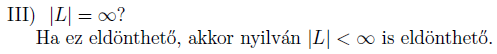 III) |L| = ∞?
Ha ez eldönthető, akkor nyilván |L| < ∞ is eldönthető.